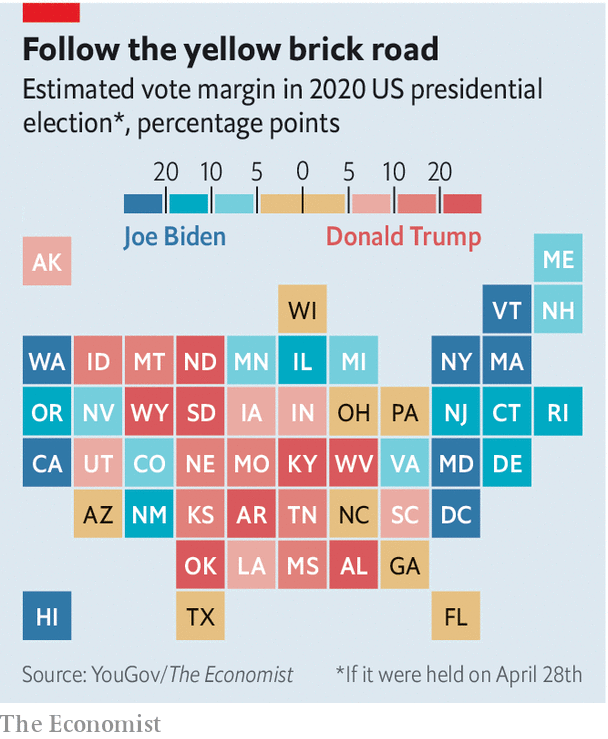 Follow the yellow brick road
Estimated vote margin in 2020 US presidential
election*, percentage points
20 10 5 0 5 10 20
Joe Biden Donald Trump
AK ME
WI VT NH
WA ID MT ND MN IL MI NY MA
OR NV WY SD IA IN OH PA NJ CT RI
CA UT CO NE MO KY WV VA MD DE
AZ NM KS AR TN NC SC DC
OK LA MS AL GA
HI TX FL
Source: YouGov/The Economist *If it were held on April 28th
The Economist